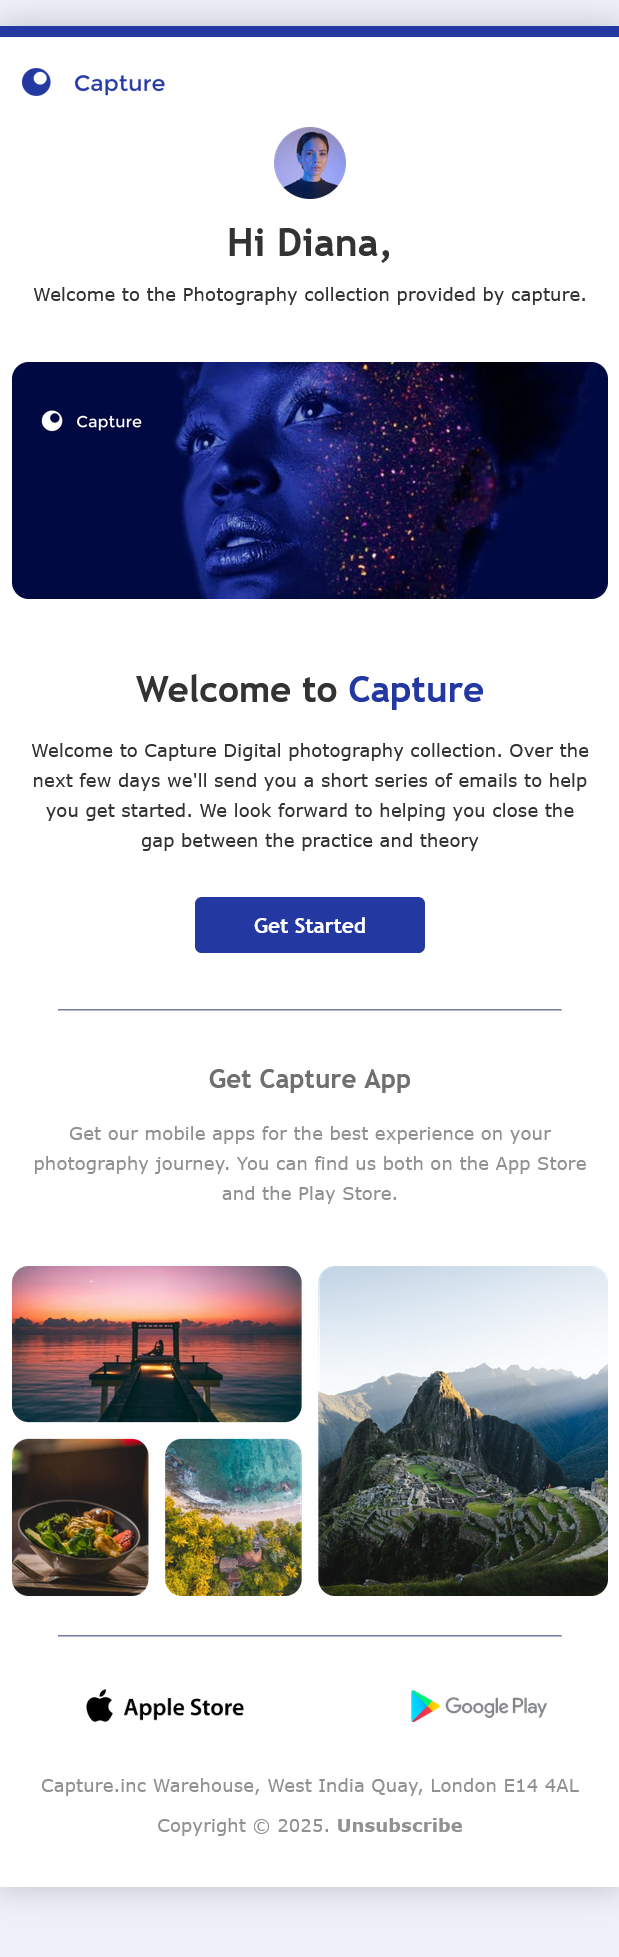 Capture
Hi Diana,
Welcome to the Photography collection provided by capture.
Capture
Welcome to Capture
Welcome to Capture Digital photography collection. Over the
next few days we'll send you a short series of emails to help
you get started. We look forward to helping you close the
gap between the practice and theory
Get Started
Get Capture App
Get our mobile apps for the best experience on your
photography journey. You can find us both on the App Store
and the Play Store.
Apple Store
Google Play
Capture.inc Warehouse, West India Quay, London E14 4AL
Copyright © 2025. Unsubscribe